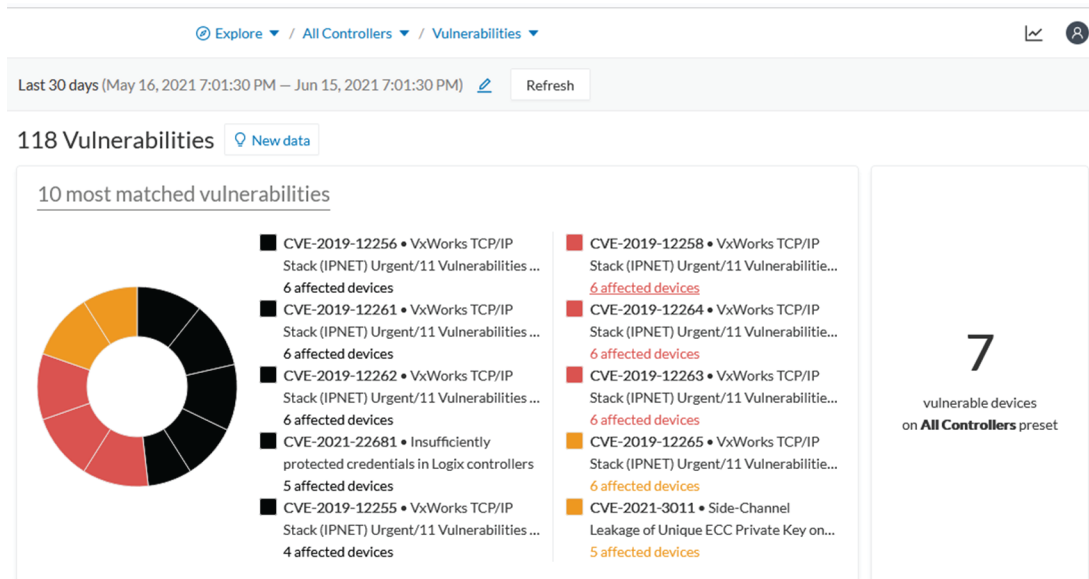 Explore / All Controllers / Vulnerabilities
Last 30 days (May 16, 2021 7:01:30 PM — Jun 15, 2021 7:01:30 PM) Refresh
118 Vulnerabilities New data
10 most matched vulnerabilities
CVE-2019-12256 • VxWorks TCP/IP
Stack (IPNET) Urgent/11 Vulnerabilities ...
6 affected devices
CVE-2019-12261 • VxWorks TCP/IP
Stack (IPNET) Urgent/11 Vulnerabilities ...
6 affected devices
CVE-2019-12262 • VxWorks TCP/IP
Stack (IPNET) Urgent/11 Vulnerabilities ...
6 affected devices
CVE-2021-22681 • Insufficiently
protected credentials in Logix controllers
5 affected devices
CVE-2019-12255 • VxWorks TCP/IP
Stack (IPNET) Urgent/11 Vulnerabilities ...
4 affected devices
CVE-2019-12258 • VxWorks TCP/IP
Stack (IPNET) Urgent/11 Vulnerabilitie...
6 affected devices
CVE-2019-12264 • VxWorks TCP/IP
Stack (IPNET) Urgent/11 Vulnerabilitie...
6 affected devices
CVE-2019-12263 • VxWorks TCP/IP
Stack (IPNET) Urgent/11 Vulnerabilitie...
6 affected devices
CVE-2019-12265 • VxWorks TCP/IP
Stack (IPNET) Urgent/11 Vulnerabilitie...
6 affected devices
CVE-2021-3011 • Side-Channel
Leakage of Unique ECC Private Key on...
5 affected devices
7
vulnerable devices
on All Controllers preset